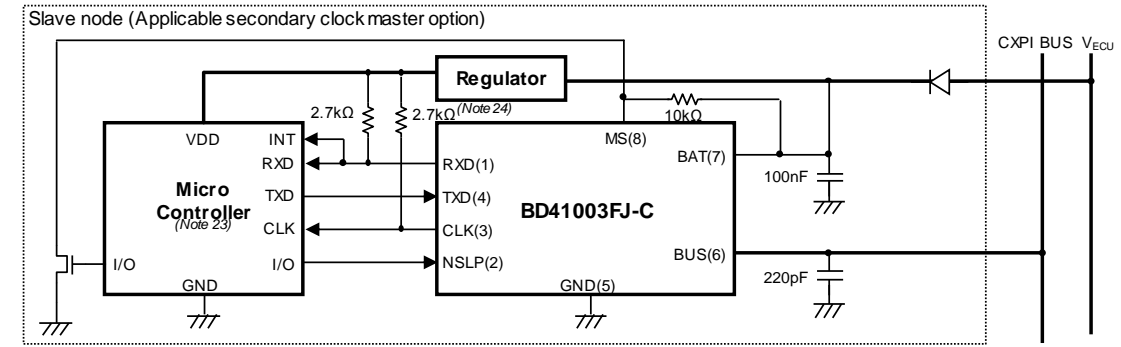 Slave node (Applicable secondary clock master option)
CXPI BUS VECU
Regulator
(Note 24)
2.7kΩ
2.7kΩ
10kΩ
VDD
INT
RXD
TXD
CLK
I/O
I/O
GND
Micro
Controller
(Note 23)
MS(8)
RXD(1)
BAT(7)
TXD(4)
BD41003FJ-C
CLK(3)
BUS(6)
NSLP(2)
GND(5)
100nF
220pF